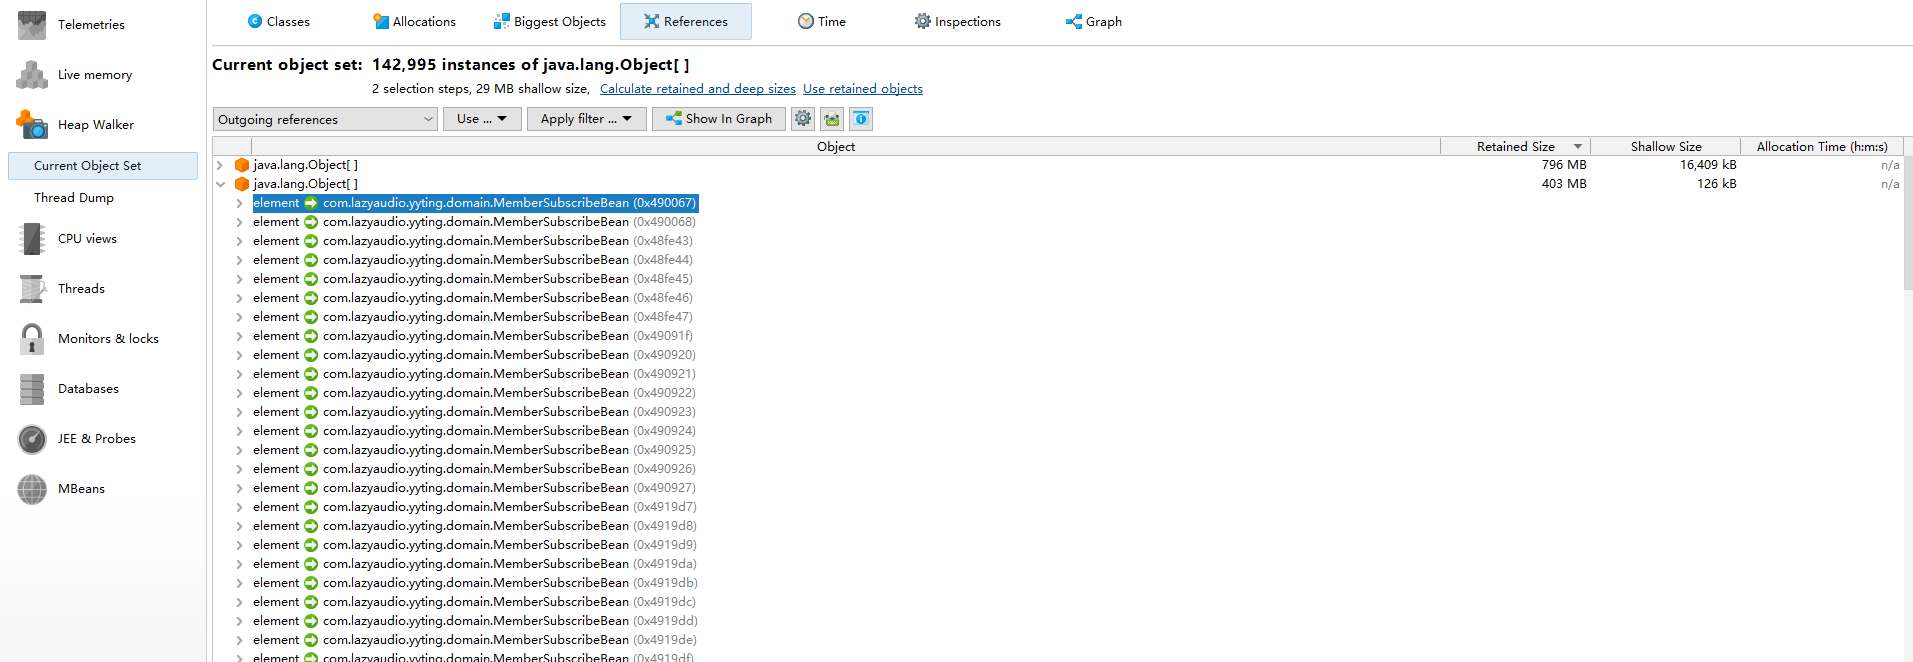 Telemetries
Live memory
Heap Walker
Current Object Set
Thread Dump
CPU views
Threads
Monitors & locks
Databases
JEE & Probes
MBeans
Classes Allocations Biggest Objects References Time Inspections Graph
Current object set: 142,995 instances of java.lang.Object[ ]
2 selection steps, 29 MB shallow size, Calculate retained and deep sizes Use retained objects
Outgoing references Use ... Apply filter ... Show In Graph
Object Retained Size Shallow Size Allocation Time (h:m:s)
java.lang.Object[ ] 796 MB 16,409 kB n/a
java.lang.Object[ ] 403 MB 126 kB n/a
element com.lazyaudio.yyting.domain.MemberSubscribeBean (0x490067)
element com.lazyaudio.yyting.domain.MemberSubscribeBean (0x490068)
element com.lazyaudio.yyting.domain.MemberSubscribeBean (0x48fe43)
element com.lazyaudio.yyting.domain.MemberSubscribeBean (0x48fe44)
element com.lazyaudio.yyting.domain.MemberSubscribeBean (0x48fe45)
element com.lazyaudio.yyting.domain.MemberSubscribeBean (0x48fe46)
element com.lazyaudio.yyting.domain.MemberSubscribeBean (0x48fe47)
element com.lazyaudio.yyting.domain.MemberSubscribeBean (0x49091f)
element com.lazyaudio.yyting.domain.MemberSubscribeBean (0x490920)
element com.lazyaudio.yyting.domain.MemberSubscribeBean (0x490921)
element com.lazyaudio.yyting.domain.MemberSubscribeBean (0x490922)
element com.lazyaudio.yyting.domain.MemberSubscribeBean (0x490923)
element com.lazyaudio.yyting.domain.MemberSubscribeBean (0x490924)
element com.lazyaudio.yyting.domain.MemberSubscribeBean (0x490925)
element com.lazyaudio.yyting.domain.MemberSubscribeBean (0x490926)
element com.lazyaudio.yyting.domain.MemberSubscribeBean (0x490927)
element com.lazyaudio.yyting.domain.MemberSubscribeBean (0x4919d7)
element com.lazyaudio.yyting.domain.MemberSubscribeBean (0x4919d8)
element com.lazyaudio.yyting.domain.MemberSubscribeBean (0x4919d9)
element com.lazyaudio.yyting.domain.MemberSubscribeBean (0x4919da)
element com.lazyaudio.yyting.domain.MemberSubscribeBean (0x4919db)
element com.lazyaudio.yyting.domain.MemberSubscribeBean (0x4919dc)
element com.lazyaudio.yyting.domain.MemberSubscribeBean (0x4919dd)
element com.lazyaudio.yyting.domain.MemberSubscribeBean (0x4919de)
element com.lazyaudio.yyting.domain.MemberSubscribeBean (0x4919df)